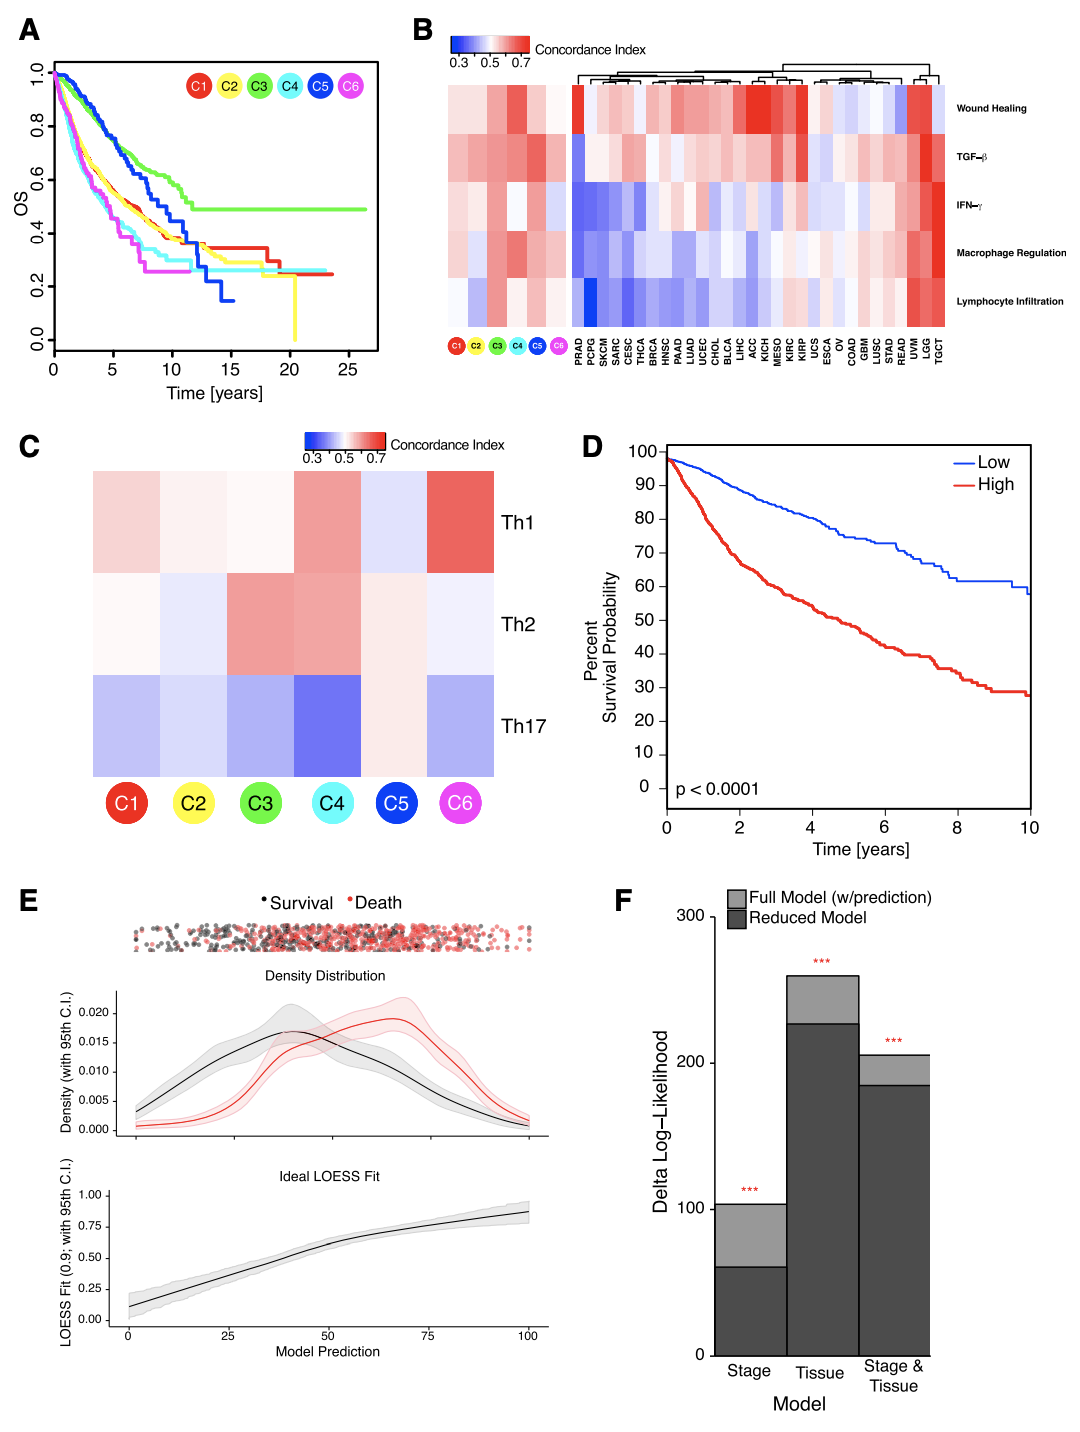 A
C1 C2 C3 C4 C5 C6
OS
1.0
0.8
0.6
0.4
0.2
0.0
0 5 10 15 20 25
Time [years]
B
Concordance Index
0.3 0.5 0.7
Wound Healing
TGF–β
IFN–γ
Macrophage Regulation
Lymphocyte Infiltration
C1 C2 C3 C4 C5 C6
PRAD PCPG SKCM SARC CESC THCA BRCA HNSC PAAD LUAD UCEC CHOL BLCA LIHC ACC KICH MESO KIRC KIRP UCS ESCA OV COAD GBM LUSC STAD READ UVM LGG TGCT
C
Concordance Index
0.3 0.5 0.7
Th1
Th2
Th17
C1 C2 C3 C4 C5 C6
D
Low
High
Percent
Survival Probability
100
90
80
70
60
50
40
30
20
10
0
p < 0.0001
0 2 4 6 8 10
Time [years]
E
Survival Death
Density Distribution
Density (with 95th C.I.)
0.020
0.015
0.010
0.005
0.000
Ideal LOESS Fit
LOESS Fit (0.9; with 95th C.I.)
1.00
0.75
0.50
0.25
0.00
0 25 50 75 100
Model Prediction
F
Full Model (w/prediction)
Reduced Model
Delta Log–Likelihood
300
200
100
0
***
***
***
Stage
Tissue
Stage &
Tissue
Model